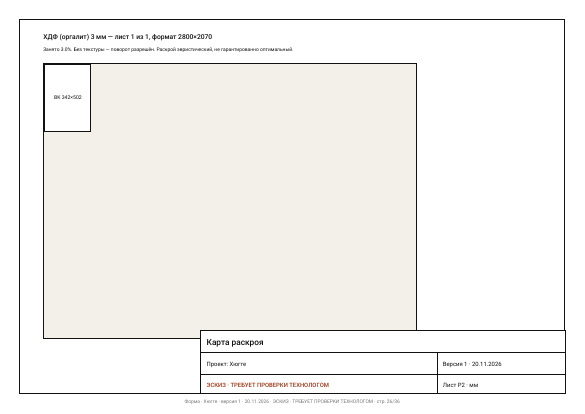 ХДФ (оргалит) 3 мм — лист 1 из 1, формат 2800×2070
Занято 3.0%. Без текстуры — поворот разрешён. Раскрой эвристический, не гарантированно оптимальный.
ВК 342×502
Карта раскроя
Проект: Хюгге
Версия 1 · 20.11.2026
ЭСКИЗ · ТРЕБУЕТ ПРОВЕРКИ ТЕХНОЛОГОМ
Лист Р2 · мм
Форма · Хюгге · версия 1 · 20.11.2026 · ЭСКИЗ · ТРЕБУЕТ ПРОВЕРКИ ТЕХНОЛОГОМ · стр. 26/36